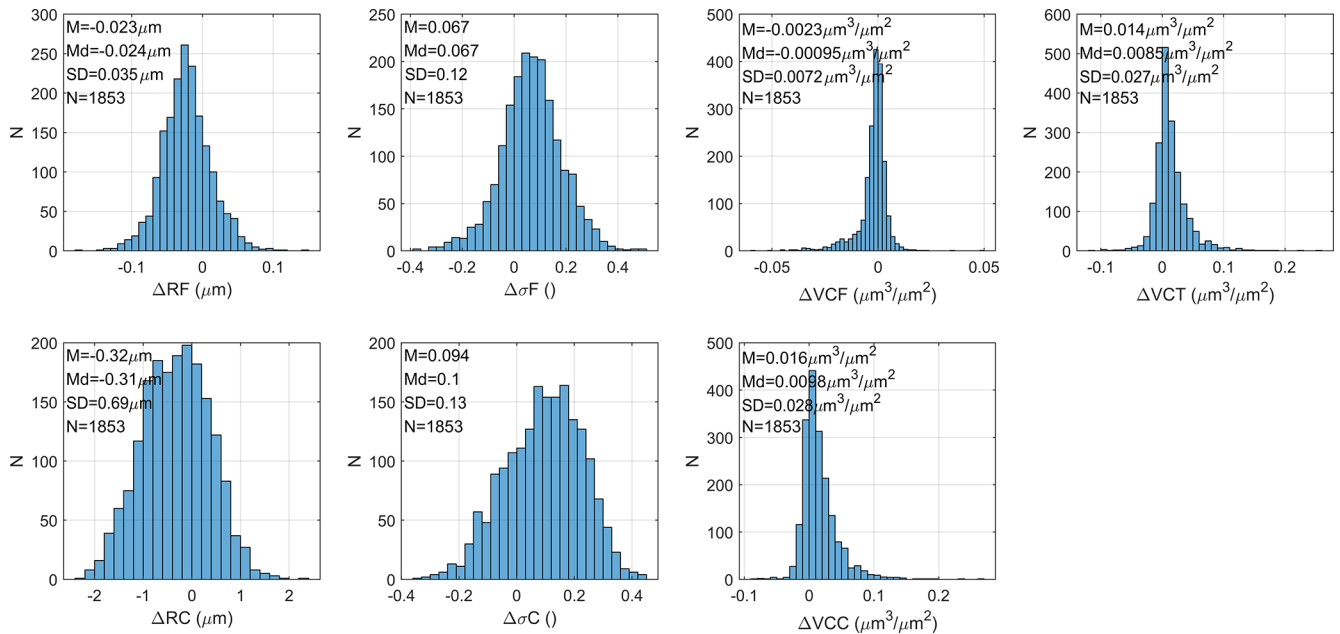 M=-0.023μm
Md=-0.024μm
SD=0.035μm
N=1853
300
250
200
150
100
50
0
N
-0.1 0 0.1
ΔRF (μm)
M=0.067
Md=0.067
SD=0.12
N=1853
250
200
150
100
50
0
N
-0.4 -0.2 0 0.2 0.4
ΔσF ()
M=-0.0023μm³/μm²
Md=-0.00095μm³/μm²
SD=0.0072μm³/μm²
N=1853
500
400
300
200
100
0
N
-0.05 0 0.05
ΔVCF (μm³/μm²)
M=0.014μm³/μm²
Md=0.0085μm³/μm²
SD=0.027μm³/μm²
N=1853
600
500
400
300
200
100
0
N
-0.1 0 0.1 0.2
ΔVCT (μm³/μm²)
M=-0.32μm
Md=-0.31μm
SD=0.69μm
N=1853
200
150
100
50
0
N
-2 -1 0 1 2
ΔRC (μm)
M=0.094
Md=0.1
SD=0.13
N=1853
200
150
100
50
0
N
-0.4 -0.2 0 0.2 0.4
ΔσC ()
M=0.016μm³/μm²
Md=0.0098μm³/μm²
SD=0.028μm³/μm²
N=1853
500
400
300
200
100
0
N
-0.1 0 0.1 0.2
ΔVCC (μm³/μm²)